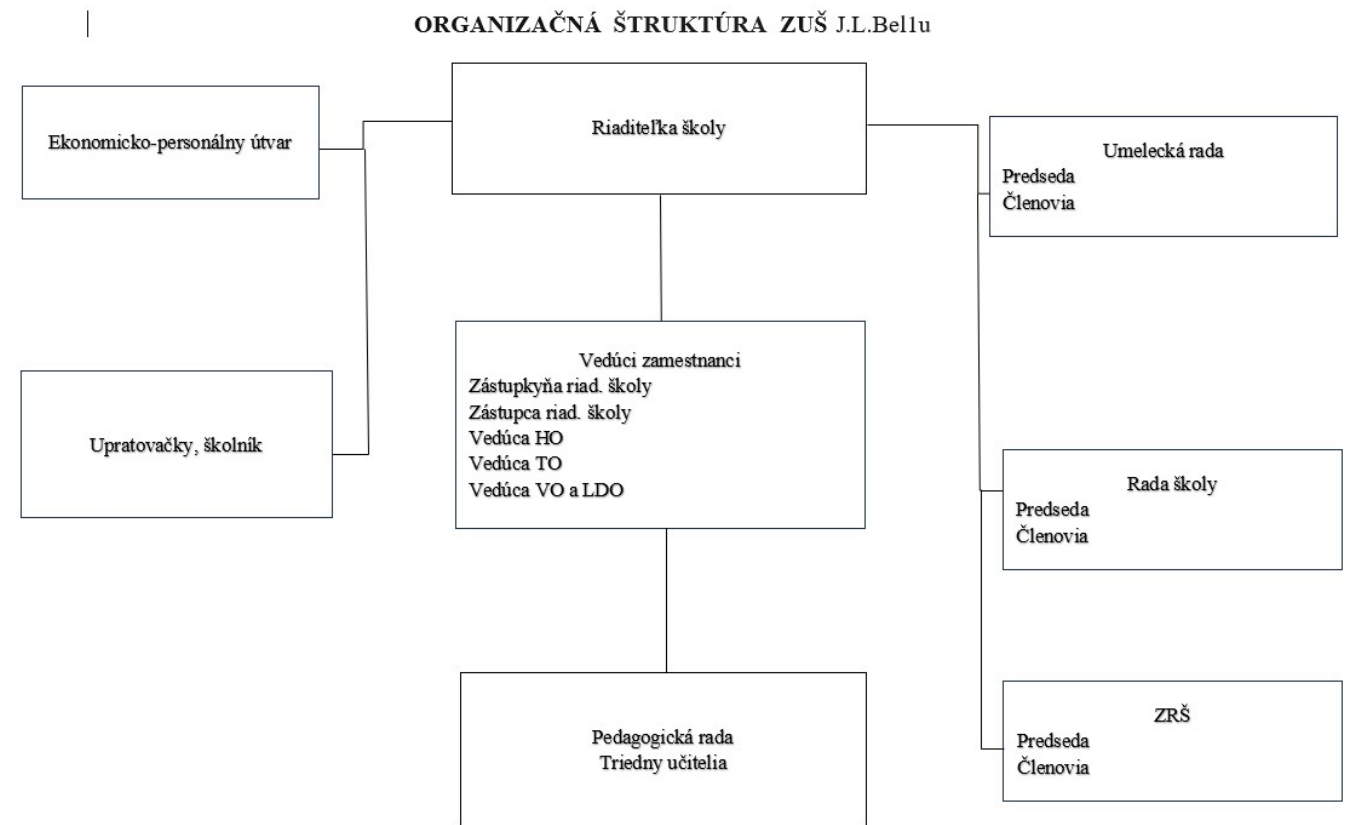 ORGANIZAČNÁ ŠTRUKTÚRA ZUŠ J.L.Bel1u
Ekonomicko-personálny útvar
Riaditeľka školy
Umelecká rada
Predseda
Členovia
Vedúci zamestnanci
Zástupkyňa riad. školy
Zástupca riad. školy
Vedúca HO
Vedúca TO
Vedúca VO a LDO
Upratovačky, školník
Rada školy
Predseda
Členovia
Pedagogická rada
Triedny učitelia
ZRŠ
Predseda
Členovia